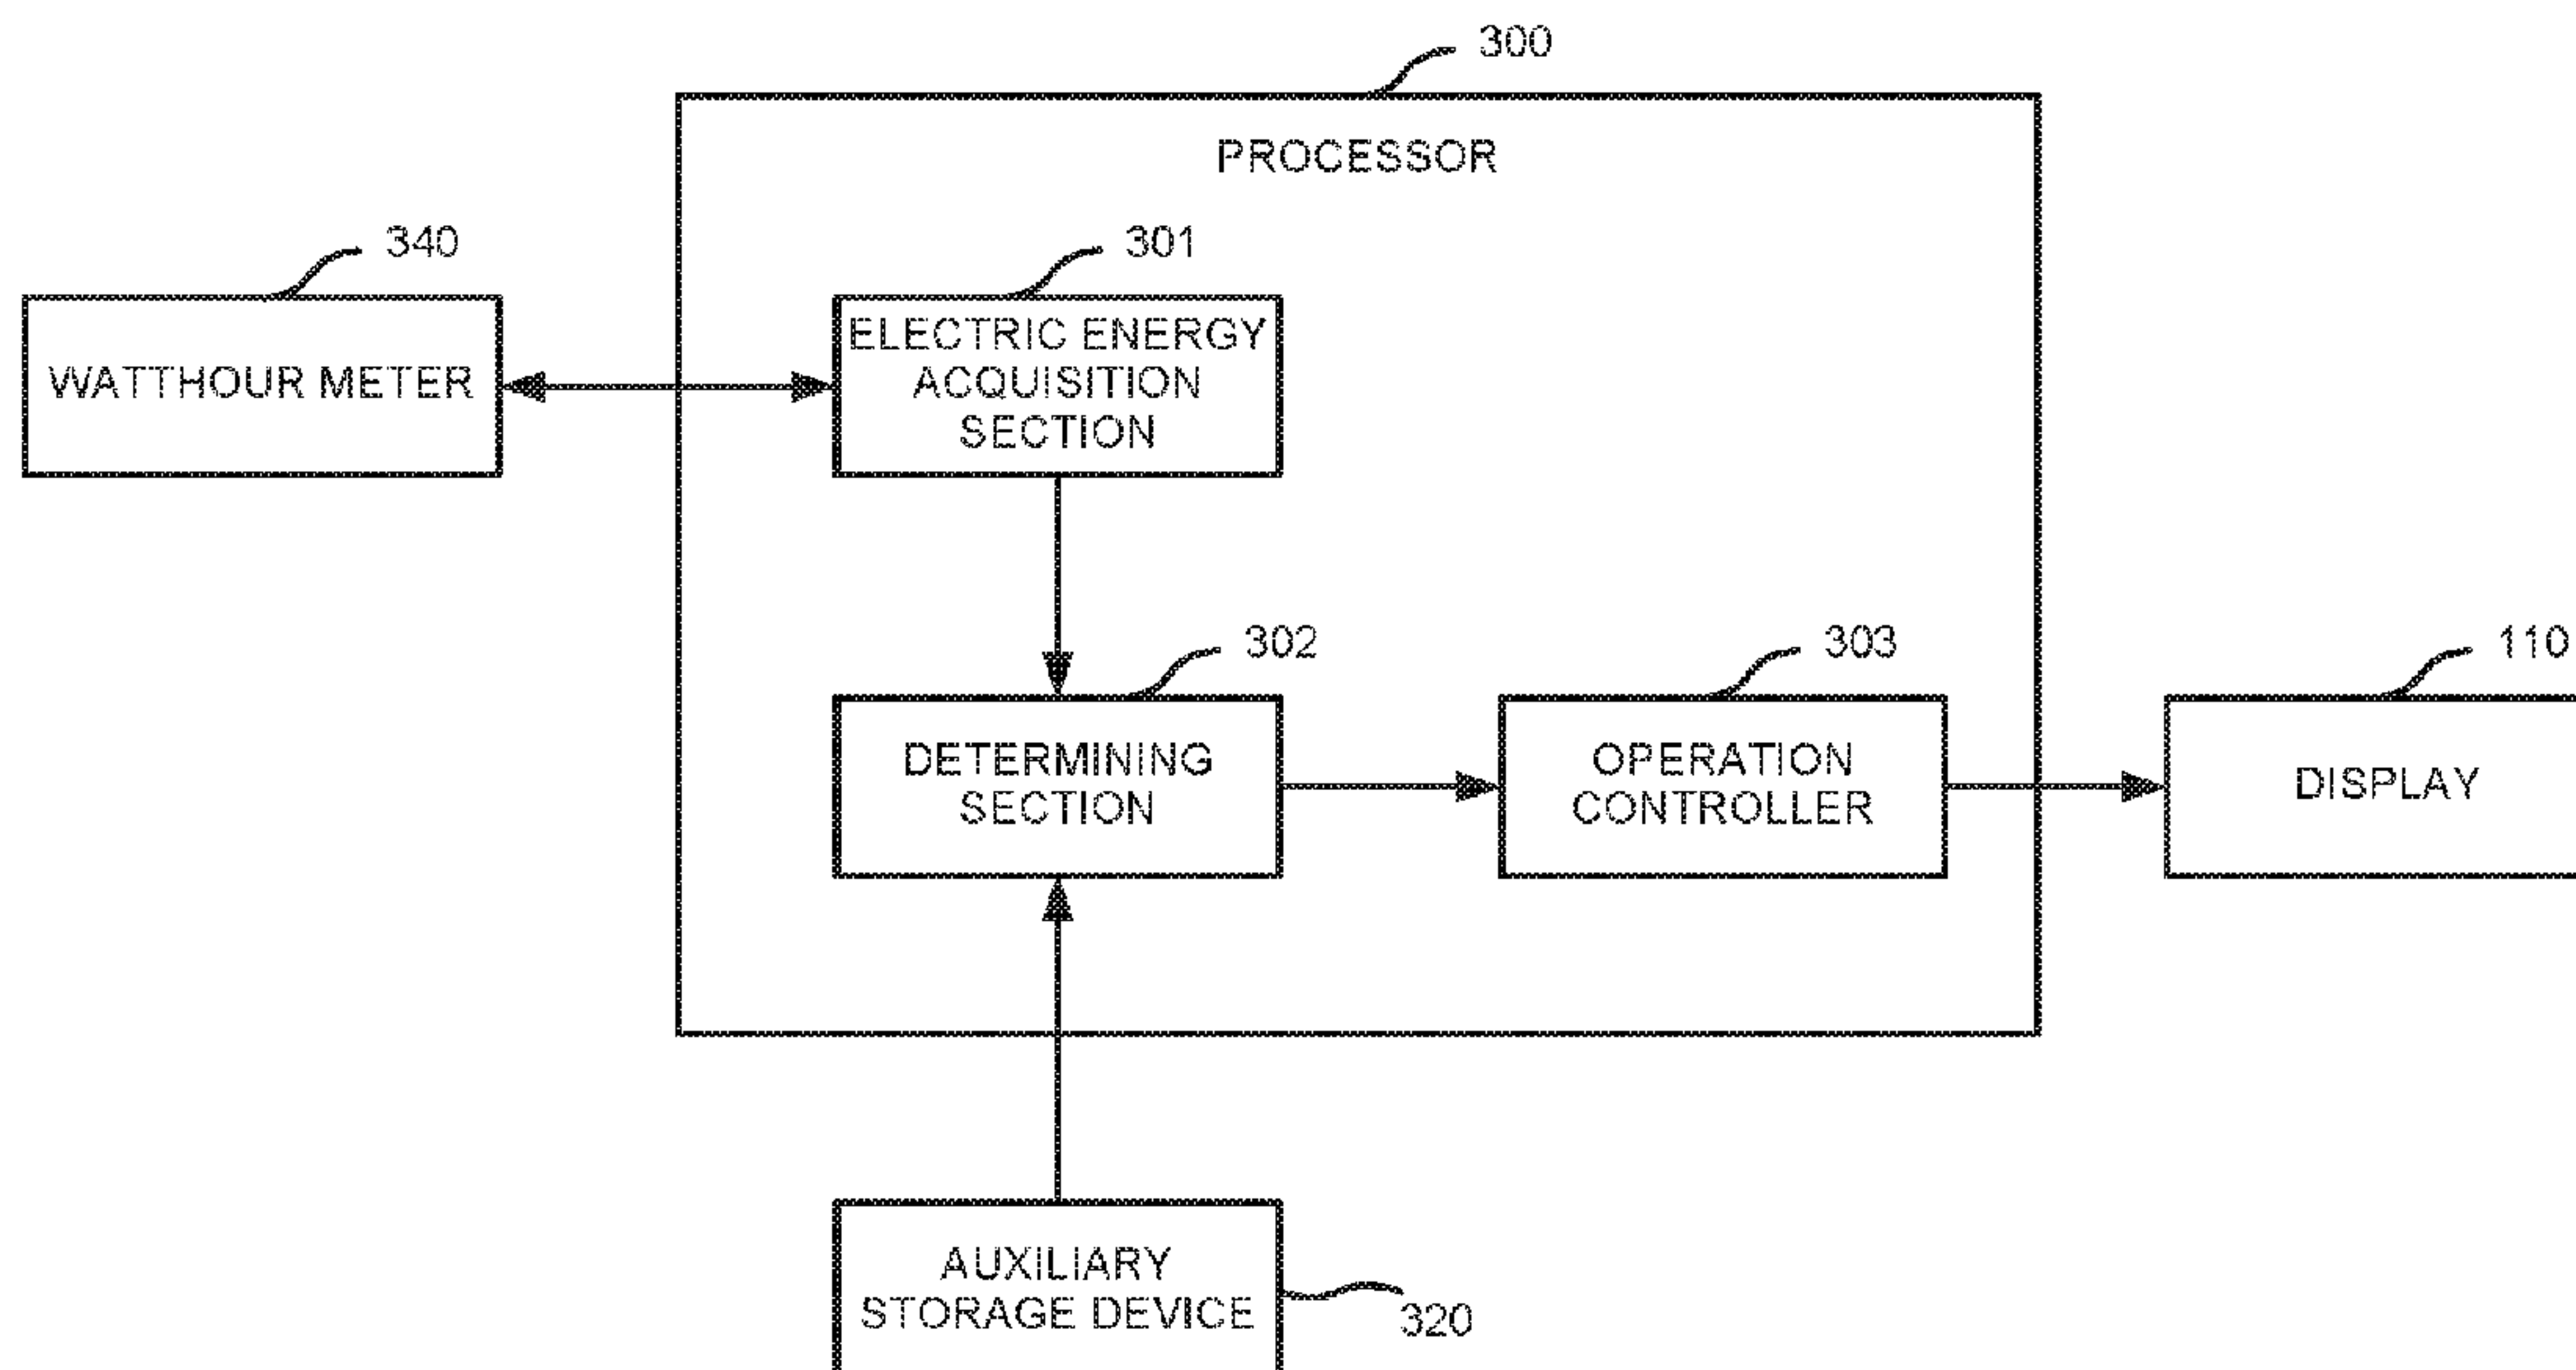 300
PROCESSOR
340
301
WATTHOUR METER
ELECTRIC ENERGY
ACQUISITION
SECTION
302
303
110
DETERMINING
SECTION
OPERATION
CONTROLLER
DISPLAY
AUXILIARY
STORAGE DEVICE
320